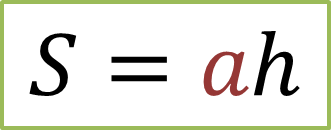 S = ah